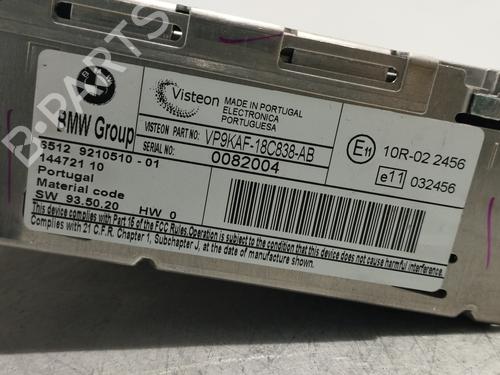 B-PARTS
BMW
BMW Group
Visteon
MADE IN PORTUGAL
ELECTRONICA
PORTUGUESA
VISTEON PART NO:
VP9KAF-18C838-AB
SERIAL NO:
0082004
6512 9210510 - 01
144721 10
Portugal
Material code
SW 93.50.20 HW 0
E11
10R-02 2456
e11
032456
This device complies with Part 15 of the FCC Rules. Operation is subject to the condition that this device does not cause harmful interference.
Complies with 21 C.F.R. Chapter 1, Subchapter J, at the date of manufacture shown.